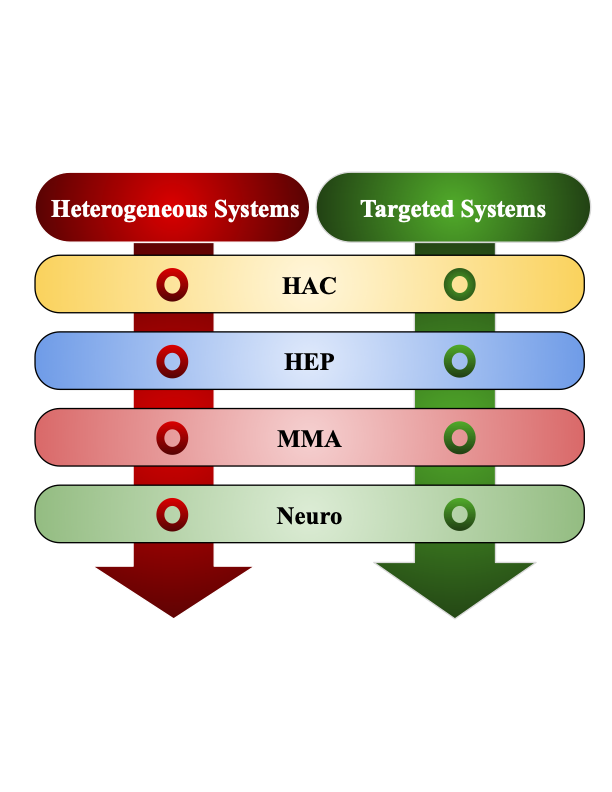 Heterogeneous Systems
Targeted Systems
HAC
HEP
MMA
Neuro